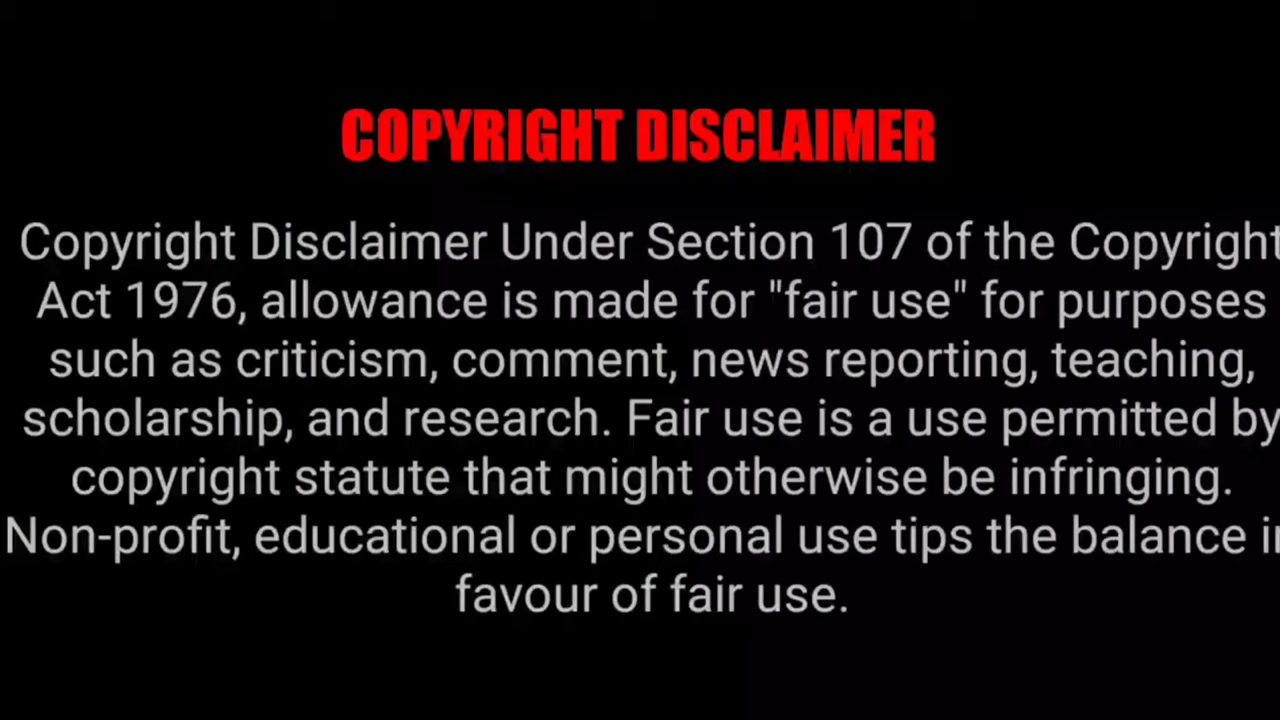 COPYRIGHT DISCLAIMER
Copyright Disclaimer Under Section 107 of the Copyright
Act 1976, allowance is made for "fair use" for purposes
such as criticism, comment, news reporting, teaching,
scholarship, and research. Fair use is a use permitted by
copyright statute that might otherwise be infringing.
Non-profit, educational or personal use tips the balance in
favour of fair use.